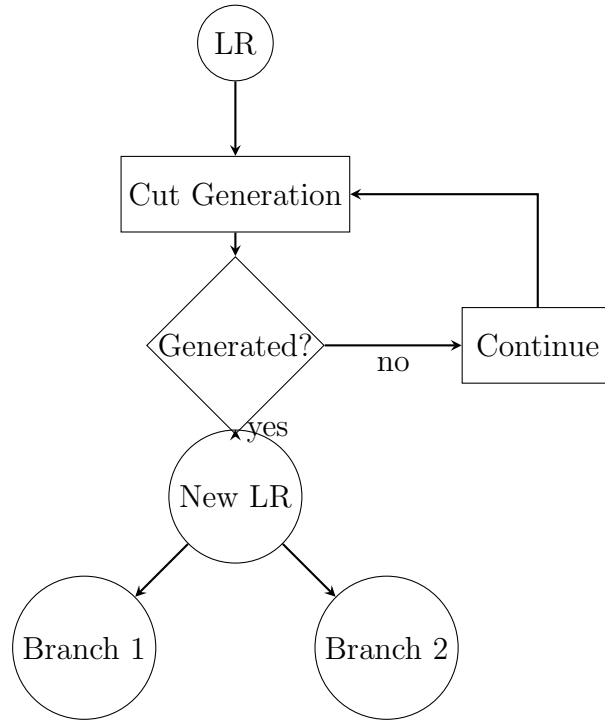 LR
Cut Generation
Generated?
no
Continue
yes
New LR
Branch 1
Branch 2